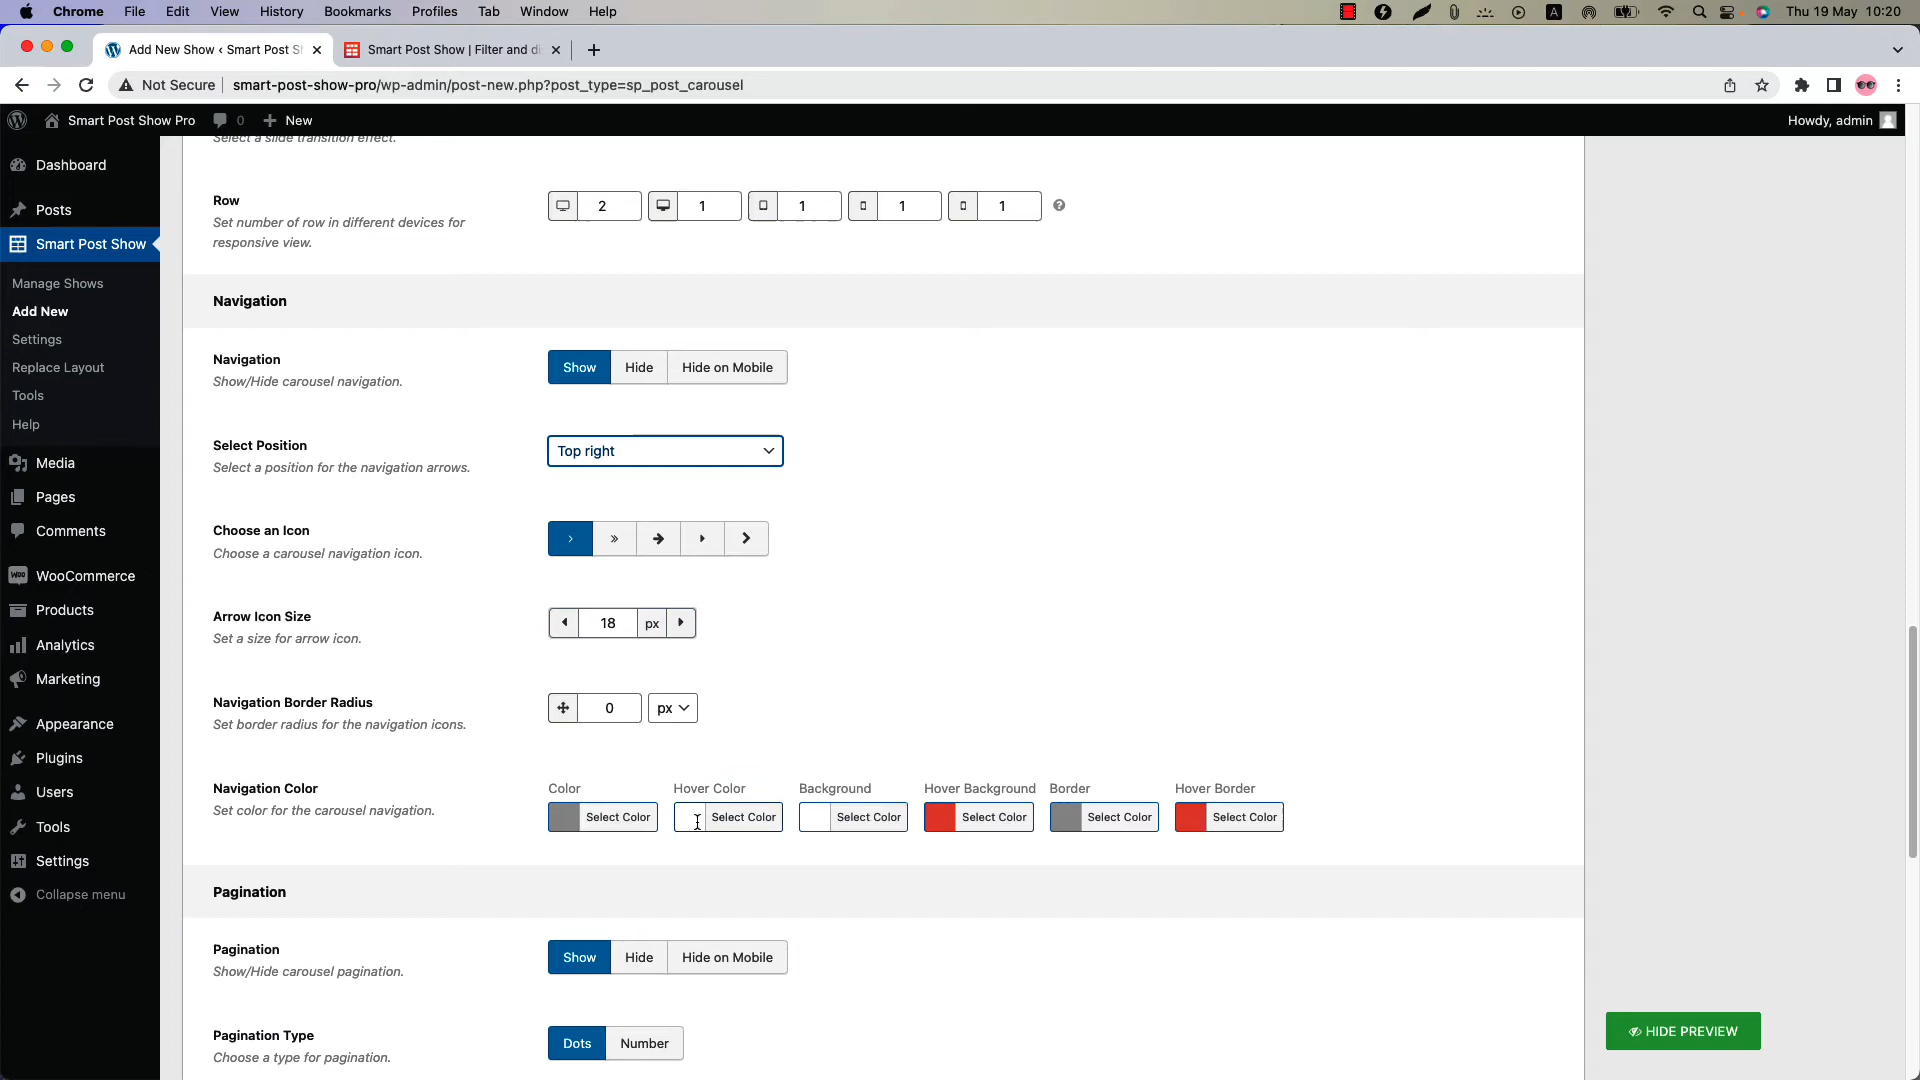 Chrome File Edit View History Bookmarks Profiles Tab Window Help A Thu 19 May 10:20
Add New Show ‹ Smart Post S
Smart Post Show | Filter and di
Not Secure smart-post-show-pro/wp-admin/post-new.php?post_type=sp_post_carousel
Smart Post Show Pro 0 New Howdy, admin
Select a slide transition effect.
Dashboard
Posts
Smart Post Show
Manage Shows
Add New
Settings
Replace Layout
Tools
Help
Media
Pages
Comments
WooCommerce
Products
Analytics
Marketing
Appearance
Plugins
Users
Tools
Settings
Collapse menu
Row
Set number of row in different devices for
responsive view.
2 1 1 1 1
Navigation
Navigation
Show/Hide carousel navigation.
Show Hide Hide on Mobile
Select Position
Select a position for the navigation arrows.
Top right
Choose an Icon
Choose a carousel navigation icon.
Arrow Icon Size
Set a size for arrow icon.
18 px
Navigation Border Radius
Set border radius for the navigation icons.
0 px
Navigation Color
Set color for the carousel navigation.
Color Hover Color Background Hover Background Border Hover Border
Select Color Select Color Select Color Select Color Select Color Select Color
Pagination
Pagination
Show/Hide carousel pagination.
Show Hide Hide on Mobile
Pagination Type
Choose a type for pagination.
Dots Number
HIDE PREVIEW